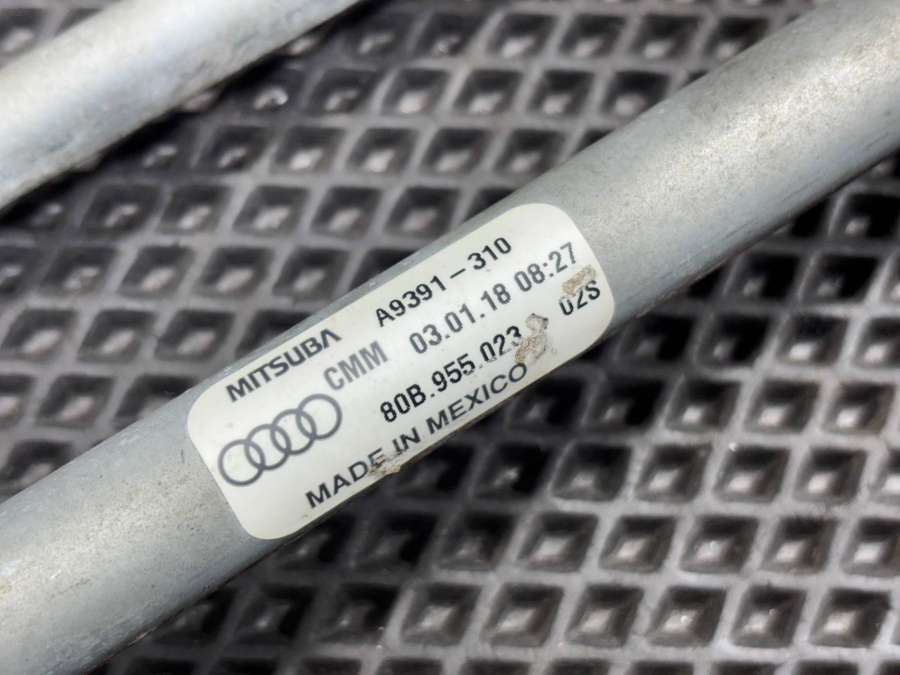 MITSUBA A9391-310
CMM 03.01.18 08:27
80B.955.023 02S
MADE IN MEXICO